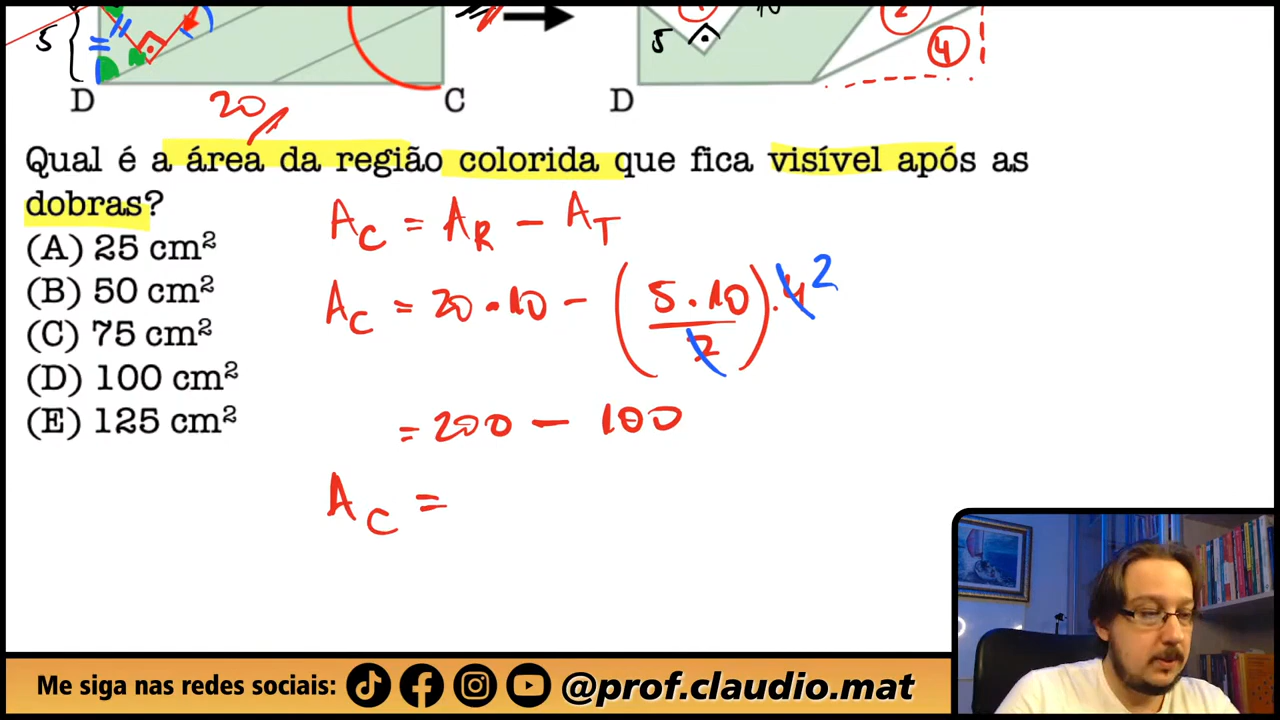 5
D 20 C
1
5
2
4
D
Qual é a área da região colorida que fica visível após as
dobras?
(A) 25 cm²
(B) 50 cm²
(C) 75 cm²
(D) 100 cm²
(E) 125 cm²
A_C = A_R − A_T
A_C = 20 · 10 − (5 · 10 / 2) · 4 2
= 200 − 100
A_C =
Me siga nas redes sociais: @prof.claudio.mat